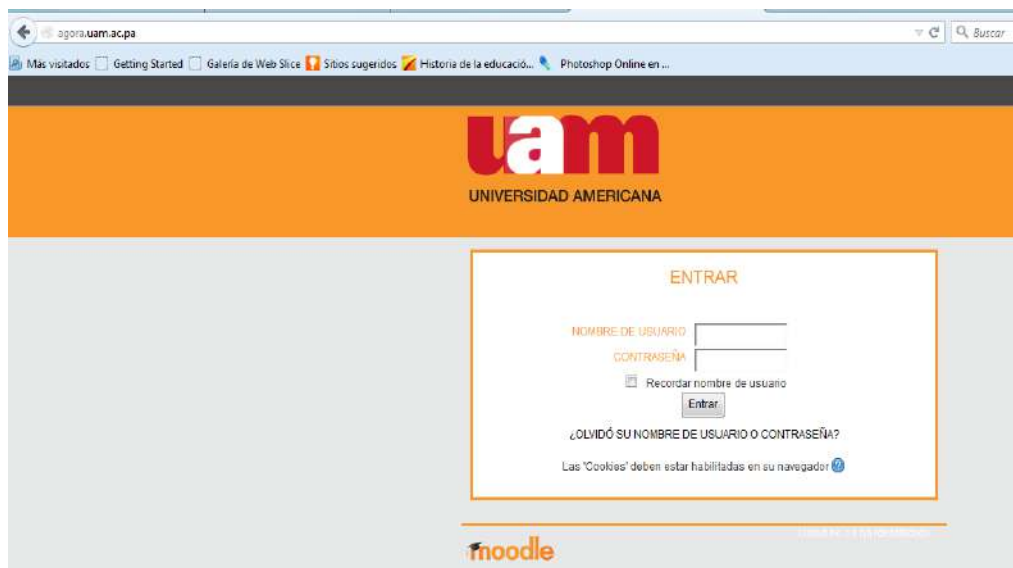 agora.uam.ac.pa
Buscar
Más visitados Getting Started Galería de Web Slice Sitios sugeridos Historia de la educació... Photoshop Online en ...
uam
UNIVERSIDAD AMERICANA
ENTRAR
NOMBRE DE USUARIO
CONTRASEÑA
Recordar nombre de usuario
Entrar
¿OLVIDÓ SU NOMBRE DE USUARIO O CONTRASEÑA?
Las 'Cookies' deben estar habilitadas en su navegador
moodle